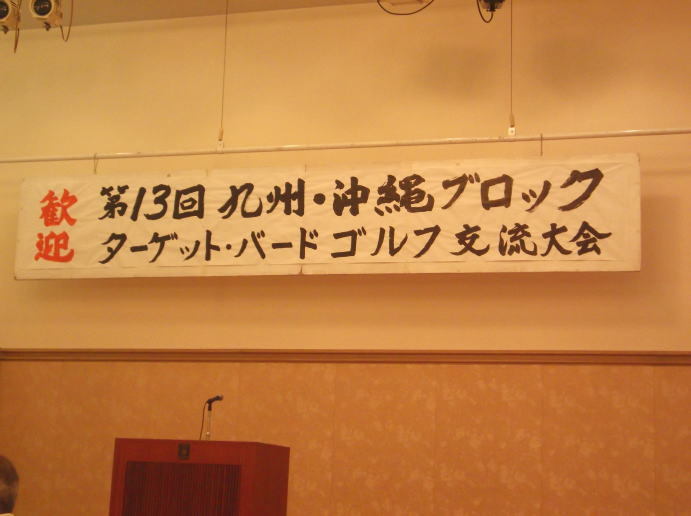 歓迎
第13回 九州・沖縄ブロック
ターゲット・バードゴルフ交流大会